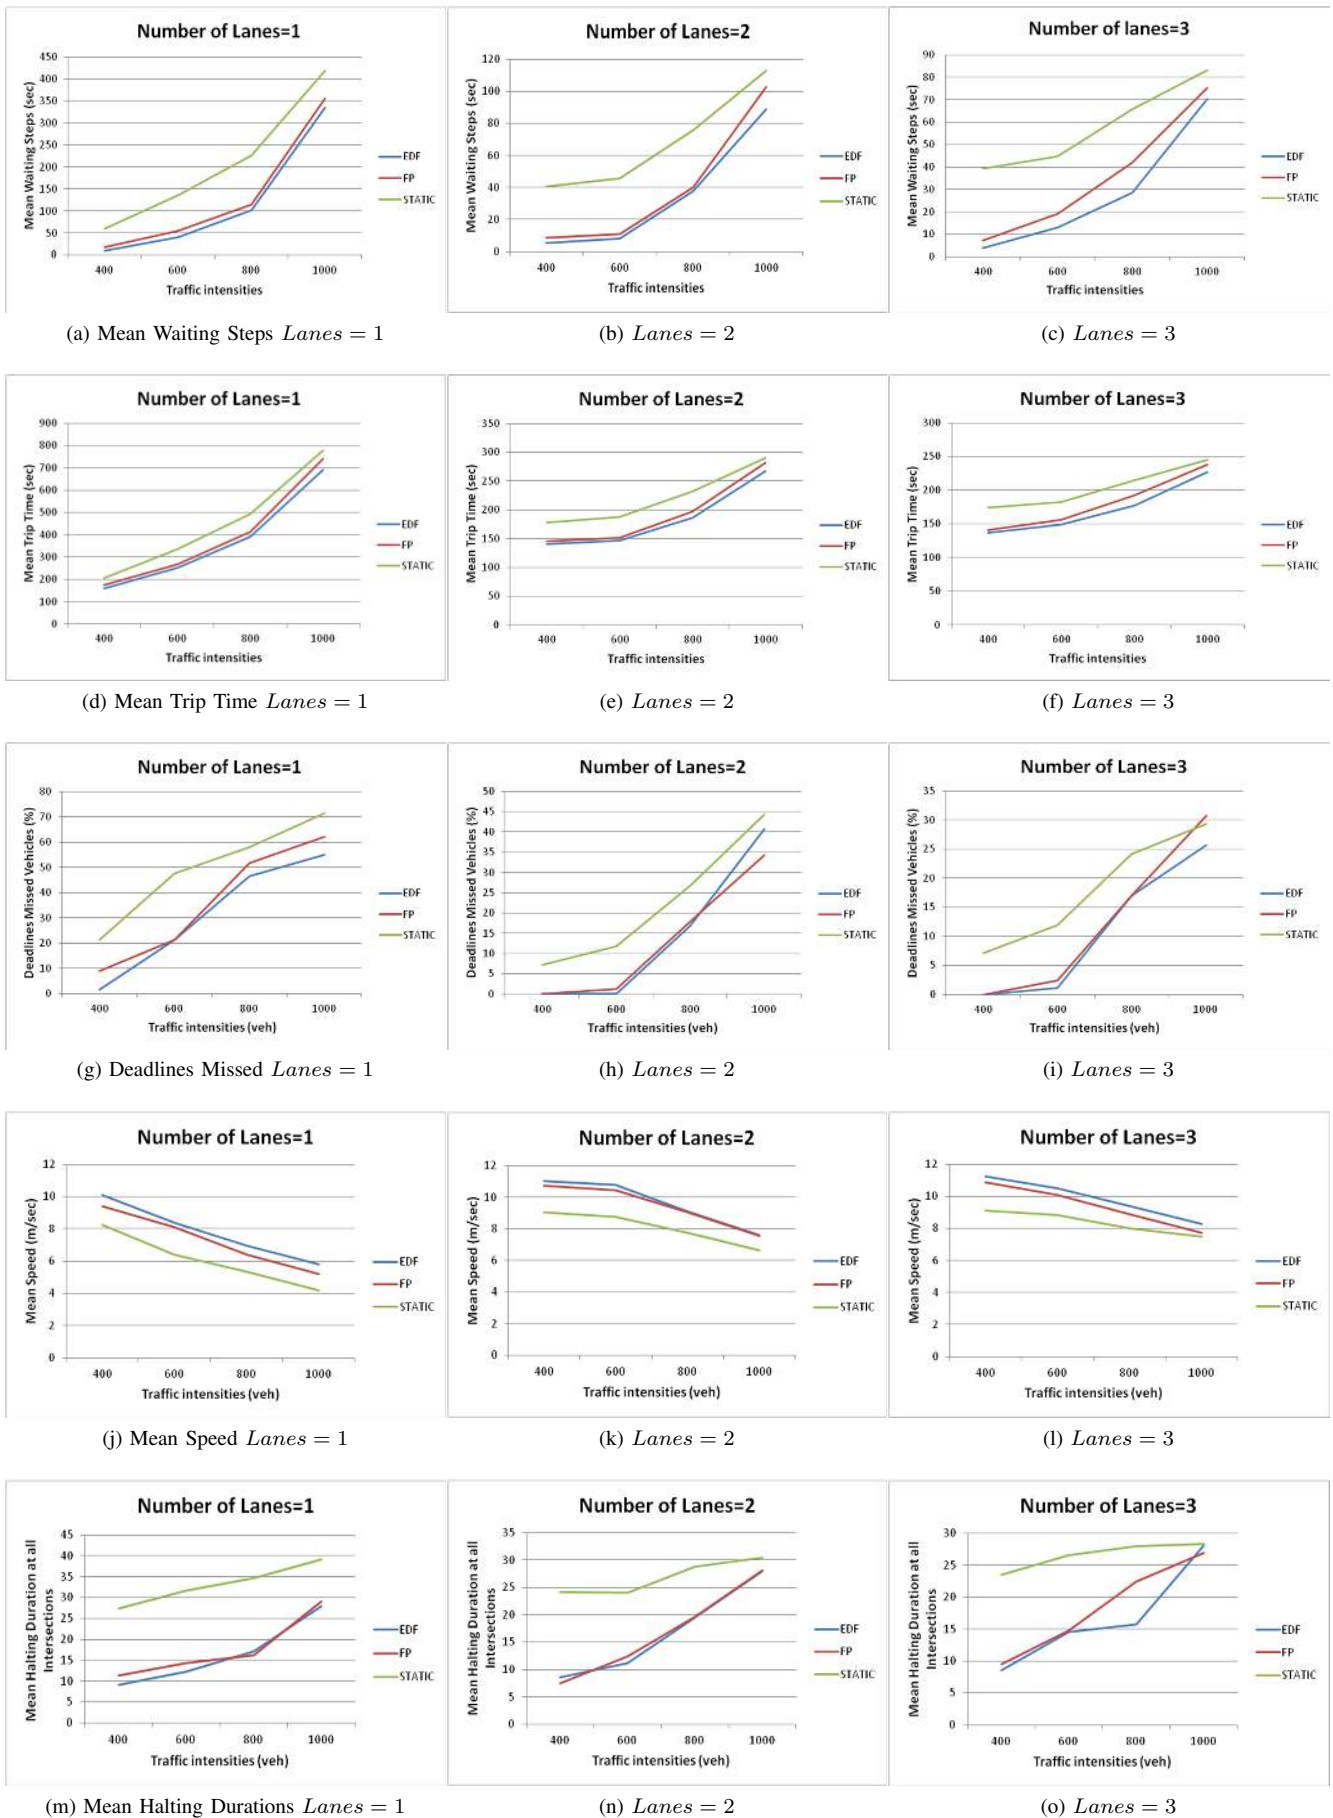 Number of Lanes=1
Mean Waiting Steps (sec)
450
400
350
300
250
200
150
100
50
0
400 600 800 1000
Traffic intensities
EDF
FP
STATIC
(a) Mean Waiting Steps Lanes = 1
Number of Lanes=2
Mean Waiting Steps (sec)
120
100
80
60
40
20
0
400 600 800 1000
Traffic intensities
EDF
FP
STATIC
(b) Lanes = 2
Number of lanes=3
Mean Waiting Steps (sec)
90
80
70
60
50
40
30
20
10
0
400 600 800 1000
Traffic intensities
EDF
FP
STATIC
(c) Lanes = 3
Number of Lanes=1
Mean Trip Time (sec)
900
800
700
600
500
400
300
200
100
0
400 600 800 1000
Traffic intensities
EDF
FP
STATIC
(d) Mean Trip Time Lanes = 1
Number of Lanes=2
Mean Trip Time (sec)
350
300
250
200
150
100
50
0
400 600 800 1000
Traffic intensities
EDF
FP
STATIC
(e) Lanes = 2
Number of Lanes=3
Mean Trip Time (sec)
300
250
200
150
100
50
0
400 600 800 1000
Traffic intensities
EDF
FP
STATIC
(f) Lanes = 3
Number of Lanes=1
Deadlines Missed Vehicles (%)
80
70
60
50
40
30
20
10
0
400 600 800 1000
Traffic intensities (veh)
EDF
FP
STATIC
(g) Deadlines Missed Lanes = 1
Number of Lanes=2
Deadlines Missed Vehicles (%)
50
45
40
35
30
25
20
15
10
5
0
400 600 800 1000
Traffic intensities (veh)
EDF
FP
STATIC
(h) Lanes = 2
Number of Lanes=3
Deadlines Missed Vehicles (%)
35
30
25
20
15
10
5
0
400 600 800 1000
Traffic intensities (veh)
EDF
FP
STATIC
(i) Lanes = 3
Number of Lanes=1
Mean Speed (m/sec)
12
10
8
6
4
2
0
400 600 800 1000
Traffic intensities (veh)
EDF
FP
STATIC
(j) Mean Speed Lanes = 1
Number of Lanes=2
Mean Speed (m/sec)
12
10
8
6
4
2
0
400 600 800 1000
Traffic intensities (veh)
EDF
FP
STATIC
(k) Lanes = 2
Number of Lanes=3
Mean Speed (m/sec)
12
10
8
6
4
2
0
400 600 800 1000
Traffic intensities (veh)
EDF
FP
STATIC
(l) Lanes = 3
Number of Lanes=1
Mean Halting Duration at all
Intersections
45
40
35
30
25
20
15
10
5
0
400 600 800 1000
Traffic intensities (veh)
EDF
FP
STATIC
(m) Mean Halting Durations Lanes = 1
Number of Lanes=2
Mean Halting Duration at all
Intersections
35
30
25
20
15
10
5
0
400 600 800 1000
Traffic intensities (veh)
EDF
FP
STATIC
(n) Lanes = 2
Number of Lanes=3
Mean Halting Duration at all
Intersections
30
25
20
15
10
5
0
400 600 800 1000
Traffic intensities (veh)
EDF
FP
STATIC
(o) Lanes = 3